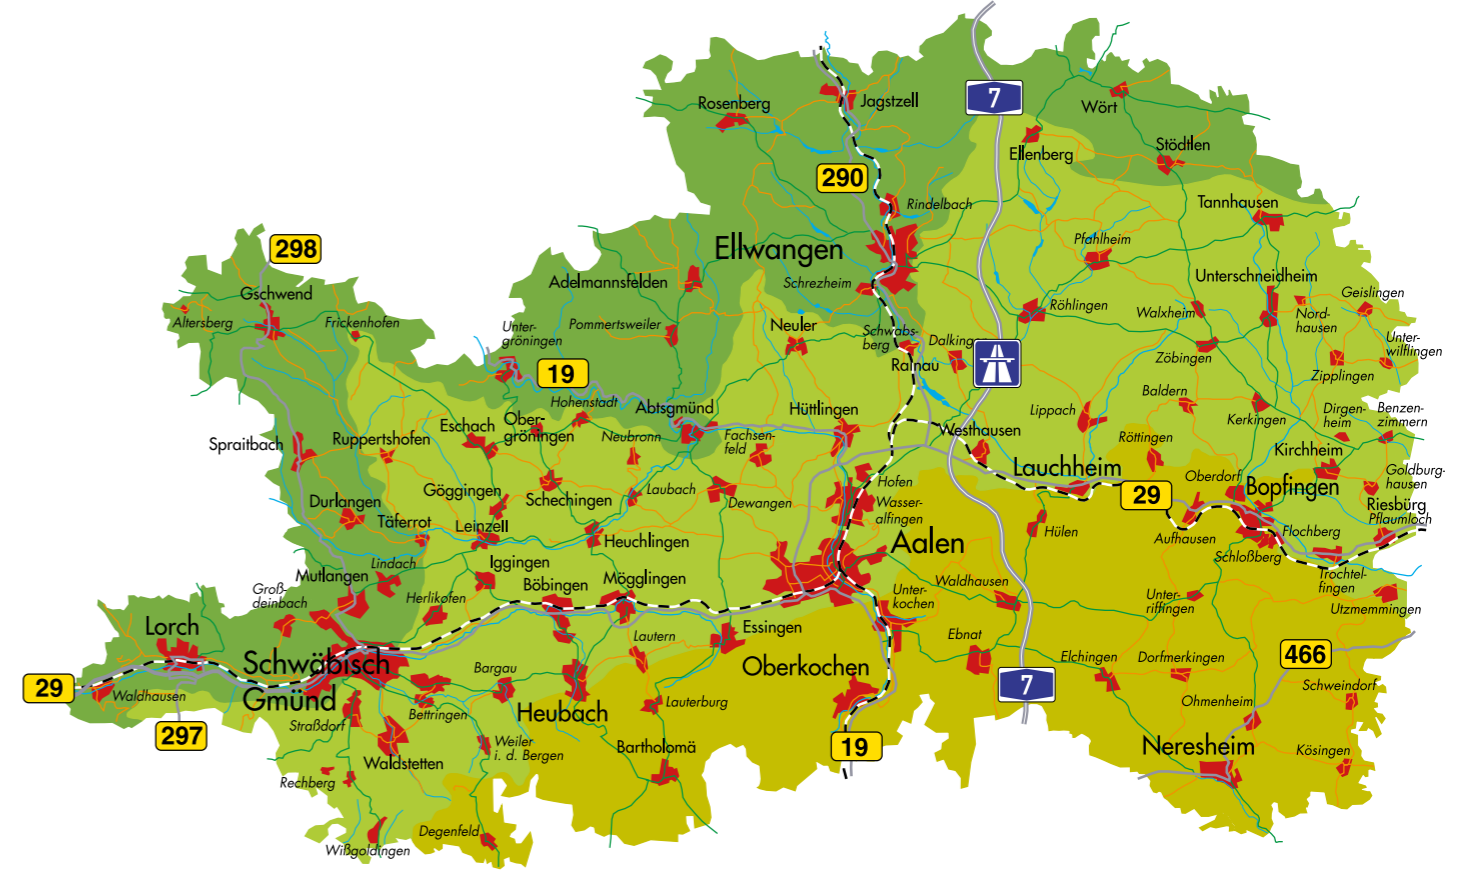 7
Rosenberg
Jagstzell
Wört
Ellenberg
Stödtlen
290
Rindelbach
Tannhausen
298
Ellwangen
Pfahlheim
Adelmannsfelden
Schrezheim
Unterschneidheim
Gschwend
Altersberg
Frickenhofen
Unter-
gröningen
Pommertsweiler
Neuler
Schwabs-
berg
Dalking
Röhlingen
Walxheim
Nord-
hausen
Geislingen
Unter-
wilflingen
Rainau
Zöbingen
Zipplingen
19
Hohenstadt
Abtsgmünd
Hüttlingen
Lippach
Baldern
Kerkingen
Dirgen-
heim
Benzen-
zimmern
Spraitbach
Ruppertshofen
Eschach
Ober-
gröningen
Neubronn
Fachsen-
feld
Westhausen
Röttingen
Kirchheim
Lauchheim
Oberdorf
Bopfingen
Goldburg-
hausen
Durlangen
Göggingen
Schechingen
Laubach
Dewangen
Hofen
Wasser-
alfingen
29
Riesbürg
Pflaumloch
Täferrot
Leinzell
Heuchlingen
Aalen
Hülen
Aufhausen
Flochberg
Schloßberg
Trochtel-
fingen
Mutlangen
Lindach
Iggingen
Böbingen
Mögglingen
Groß-
deinbach
Herlikofen
Unter-
kochen
Waldhausen
Unter-
riffingen
Utzmemmingen
Lorch
Lautern
Essingen
Ebnat
Schwäbisch
Gmünd
Bargau
Oberkochen
Elchingen
Dorfmerkingen
466
29
Waldhausen
7
Schweindorf
297
Straßdorf
Bettringen
Heubach
Lauterburg
Ohmenheim
Weiler
i. d. Bergen
Bartholomä
19
Neresheim
Kösingen
Waldstetten
Rechberg
Degenfeld
Wißgoldingen